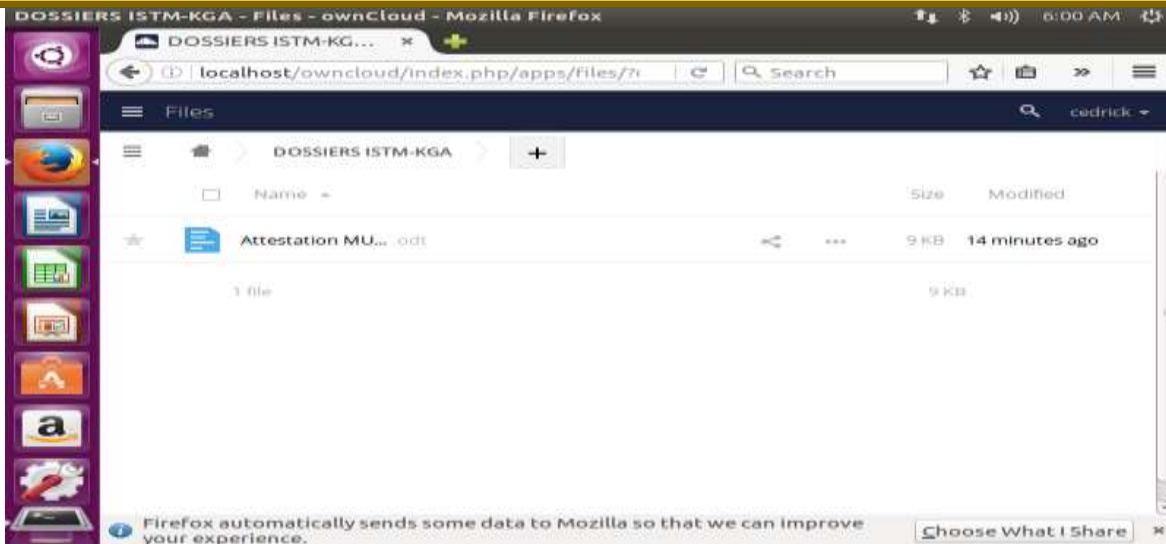 DOSSIERS ISTM-KGA - Files - ownCloud - Mozilla Firefox 6:00 AM
DOSSIERS ISTM-KG...
localhost/owncloud/index.php/apps/files/? Search
Files cedrick
DOSSIERS ISTM-KGA +
Name Size Modified
Attestation MU... .odt 9 KB 14 minutes ago
1 file 9 KB
a
Firefox automatically sends some data to Mozilla so that we can improve
your experience.
Choose What I Share